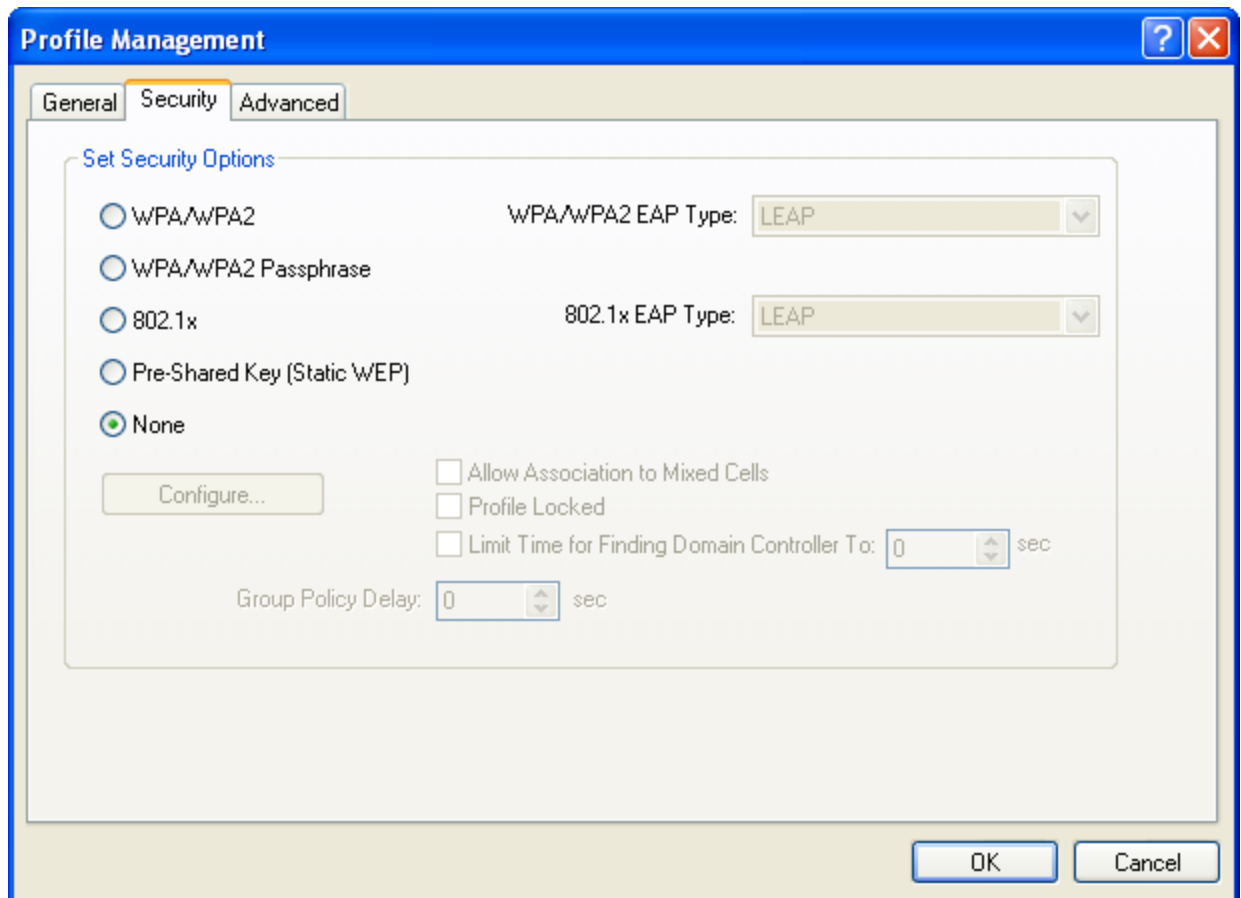 Profile Management
General Security Advanced
Set Security Options
WPA/WPA2 WPA/WPA2 EAP Type: LEAP
WPA/WPA2 Passphrase
802.1x 802.1x EAP Type: LEAP
Pre-Shared Key (Static WEP)
None
Configure... Allow Association to Mixed Cells
Profile Locked
Limit Time for Finding Domain Controller To: 0 sec
Group Policy Delay: 0 sec
OK Cancel